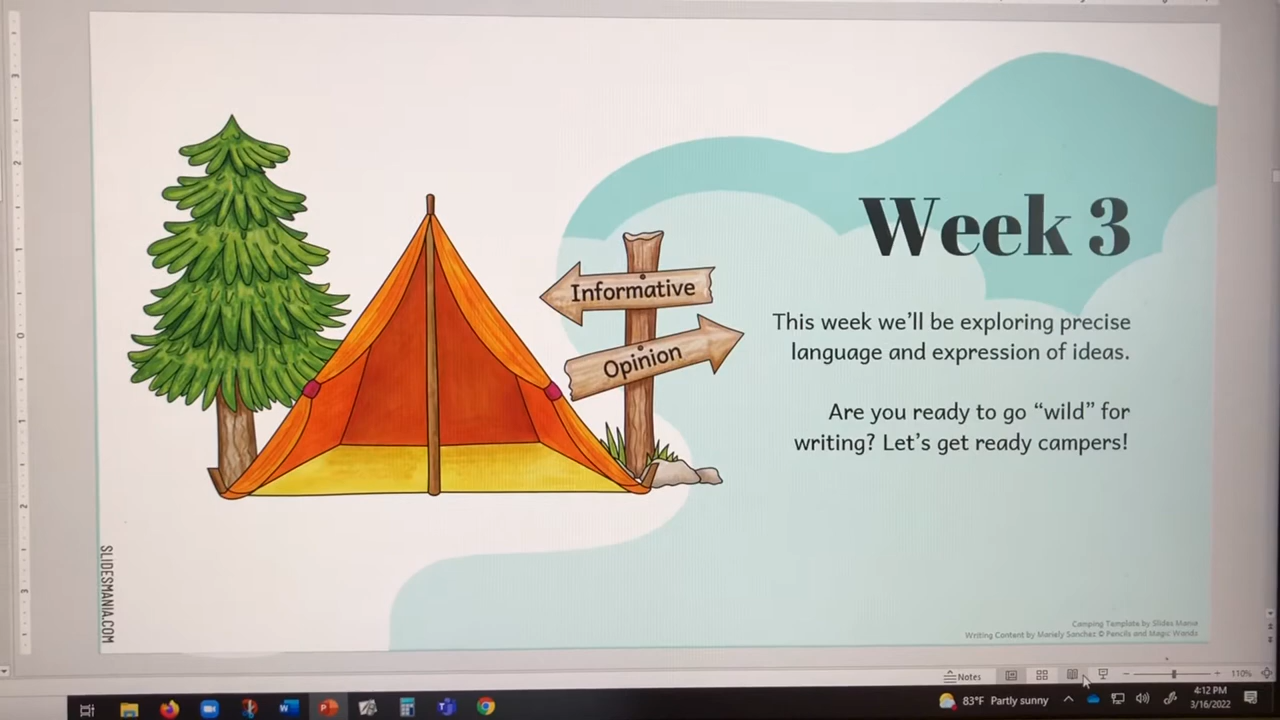 Week 3
Informative
Opinion
This week we'll be exploring precise
language and expression of ideas.
Are you ready to go “wild” for
writing? Let's get ready campers!
SLIDESMANIA.COM
Camping Template by Slides Mania
Writing Content by Mariely Sanchez © Pencils and Magic Wands
Notes
110%
83°F Partly sunny
4:12 PM
3/16/2022